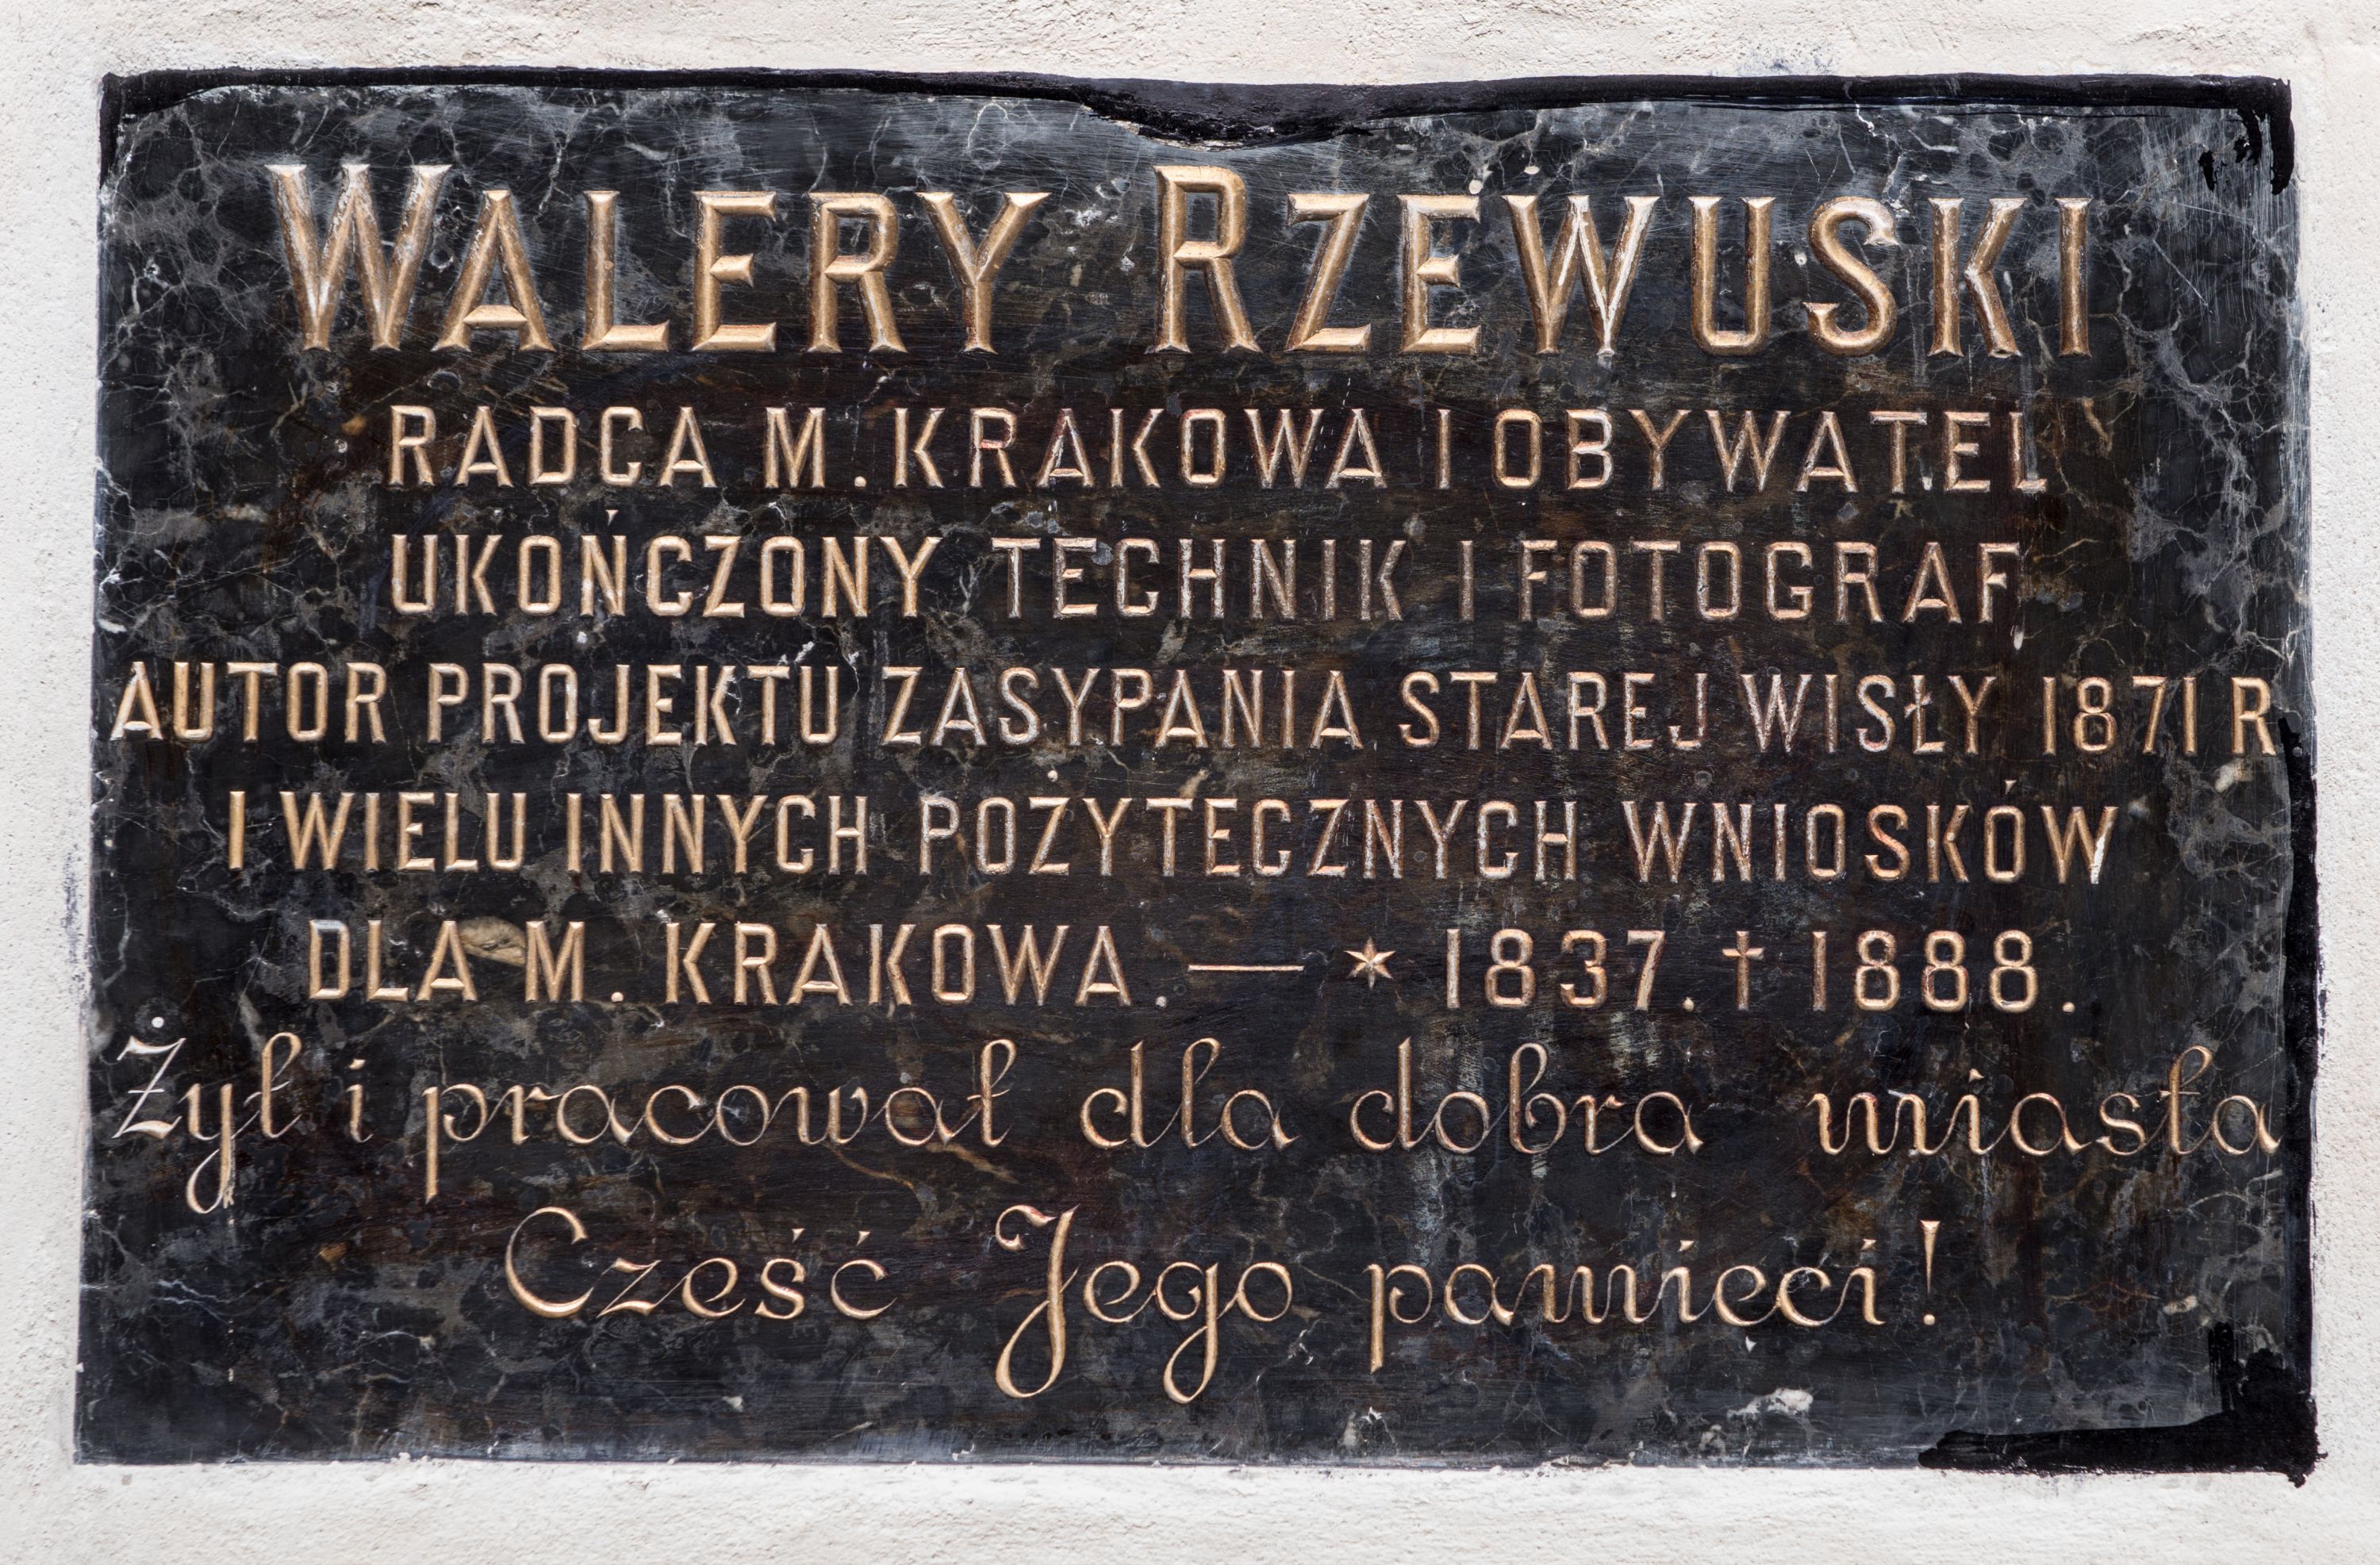 WALERY RZEWUSKI
RADCA M. KRAKOWA I OBYWATEL
UKOŃCZONY TECHNIK I FOTOGRAF
AUTOR PROJEKTU ZASYPANIA STAREJ WISŁY 1871 R
I WIELU INNYCH POŻYTECZNYCH WNIOSKÓW
DLA M. KRAKOWA. — * 1837. † 1888.
Żył i pracował dla dobra miasta
Cześć Jego pamieci!